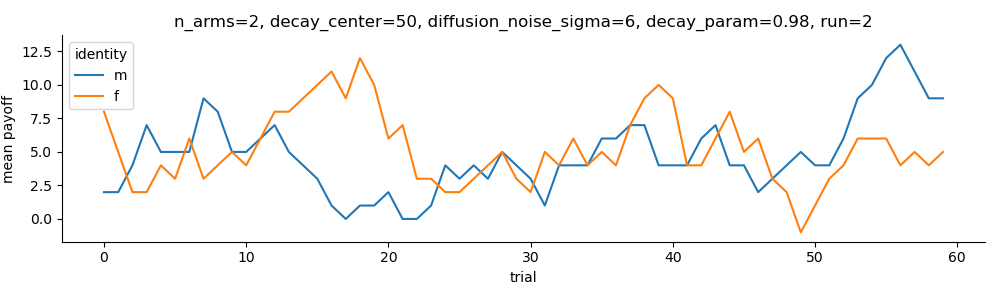 n_arms=2, decay_center=50, diffusion_noise_sigma=6, decay_param=0.98, run=2
identity
m
f
mean payoff
12.5
10.0
7.5
5.0
2.5
0.0
0 10 20 30 40 50 60
trial